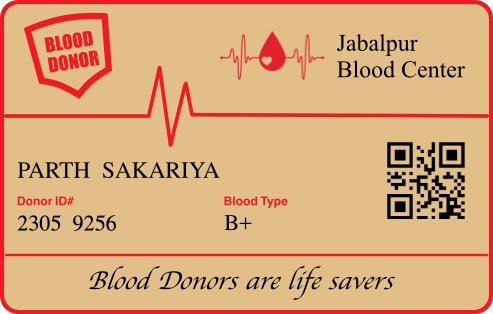 BLOOD
DONOR
Jabalpur
Blood Center
PARTH SAKARIYA
Donor ID#
Blood Type
2305 9256
B+
Blood Donors are life savers